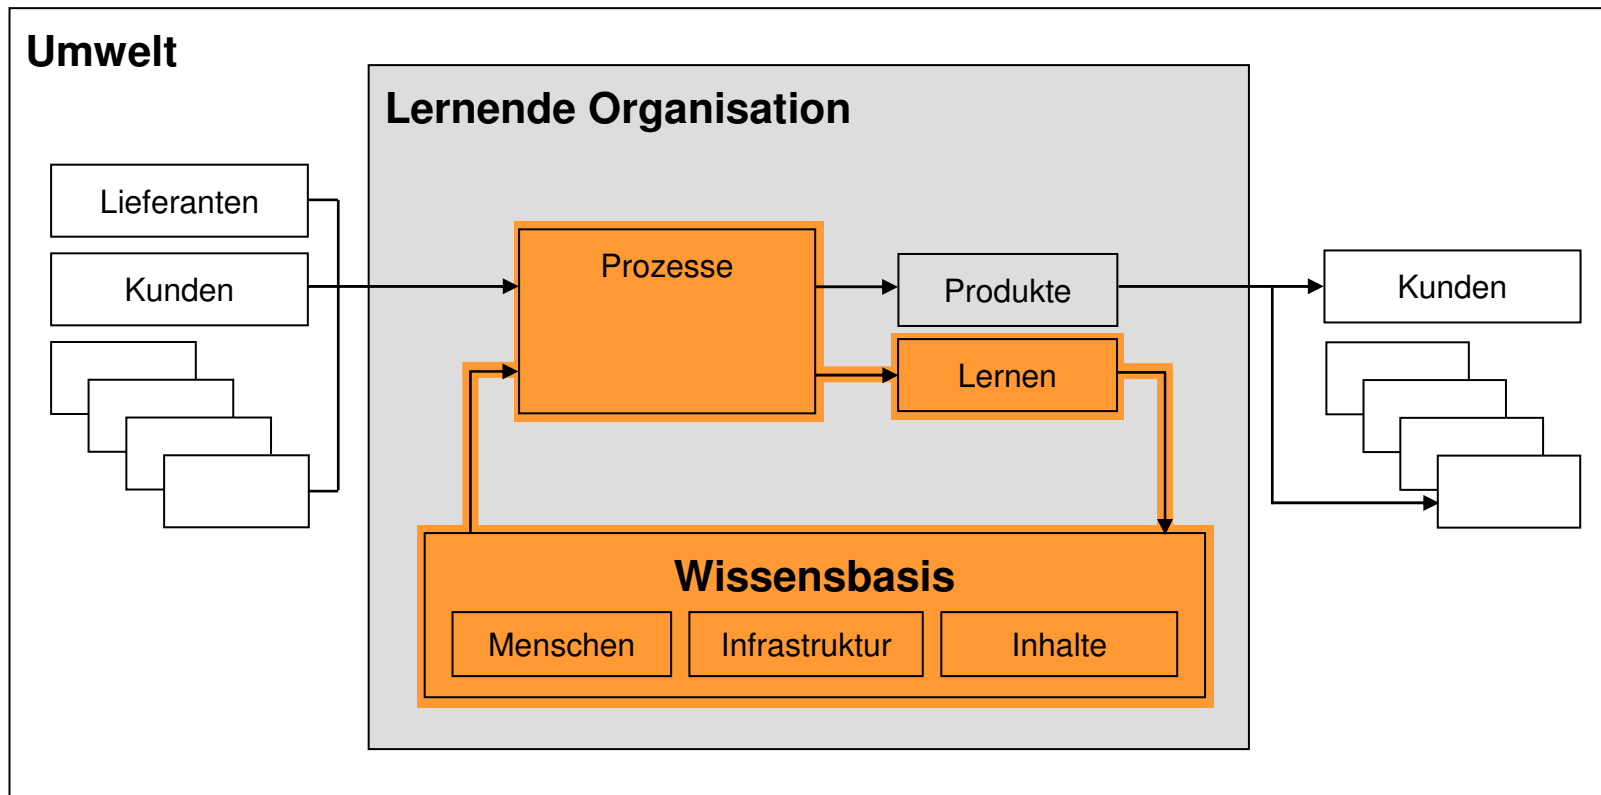 Umwelt
Lernende Organisation
Lieferanten
Kunden
Prozesse
Produkte
Lernen
Kunden
Wissensbasis
Menschen
Infrastruktur
Inhalte